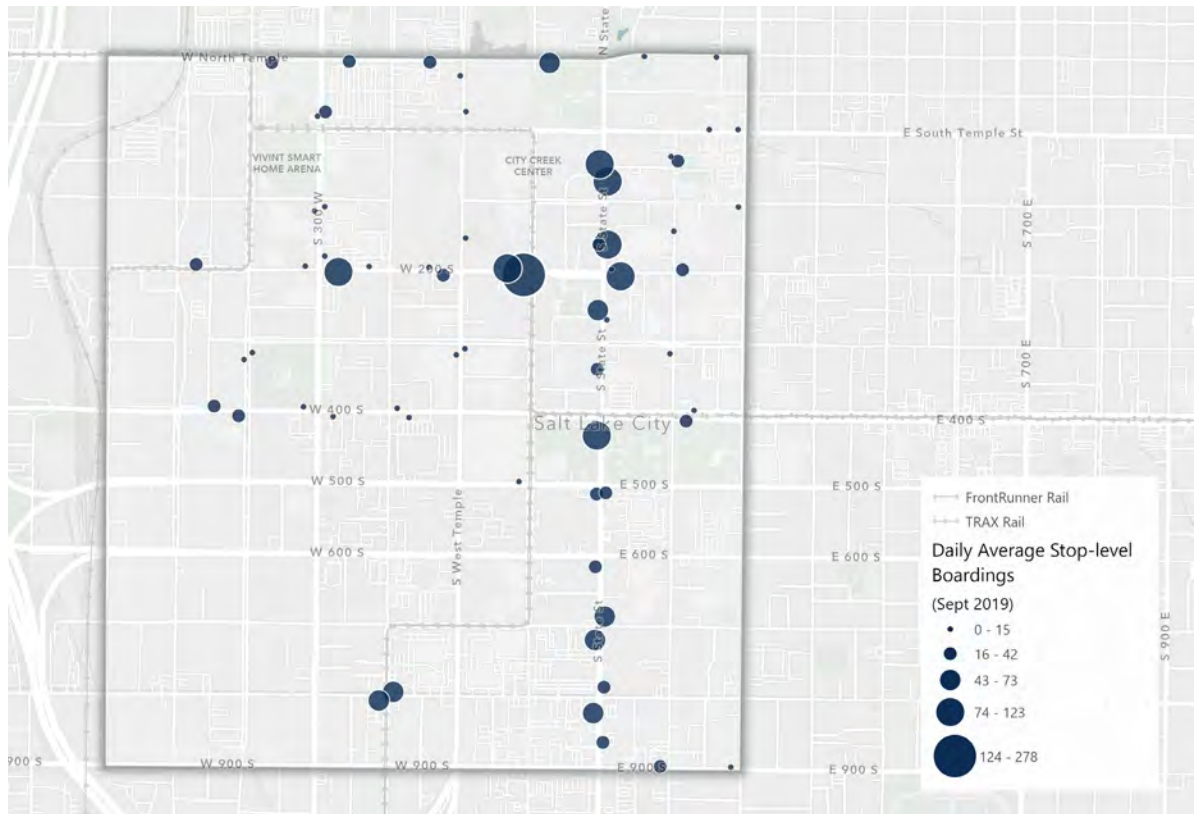 W North Temple
N State
E South Temple St
VIVINT SMART
HOME ARENA
CITY CREEK
CENTER
S 300 W
S 700 E
W 200 S
S State St
S 700 E
W 400 S
Salt Lake City
E 400 S
W 500 S
E 500 S
E 500 S
S West Temple
W 600 S
E 600 S
E 600 S
S State St
S 900 E
900 S
W 900 S
W 900 S
E 900 S
E 900 S
FrontRunner Rail
TRAX Rail
Daily Average Stop-level
Boardings
(Sept 2019)
0 - 15
16 - 42
43 - 73
74 - 123
124 - 278